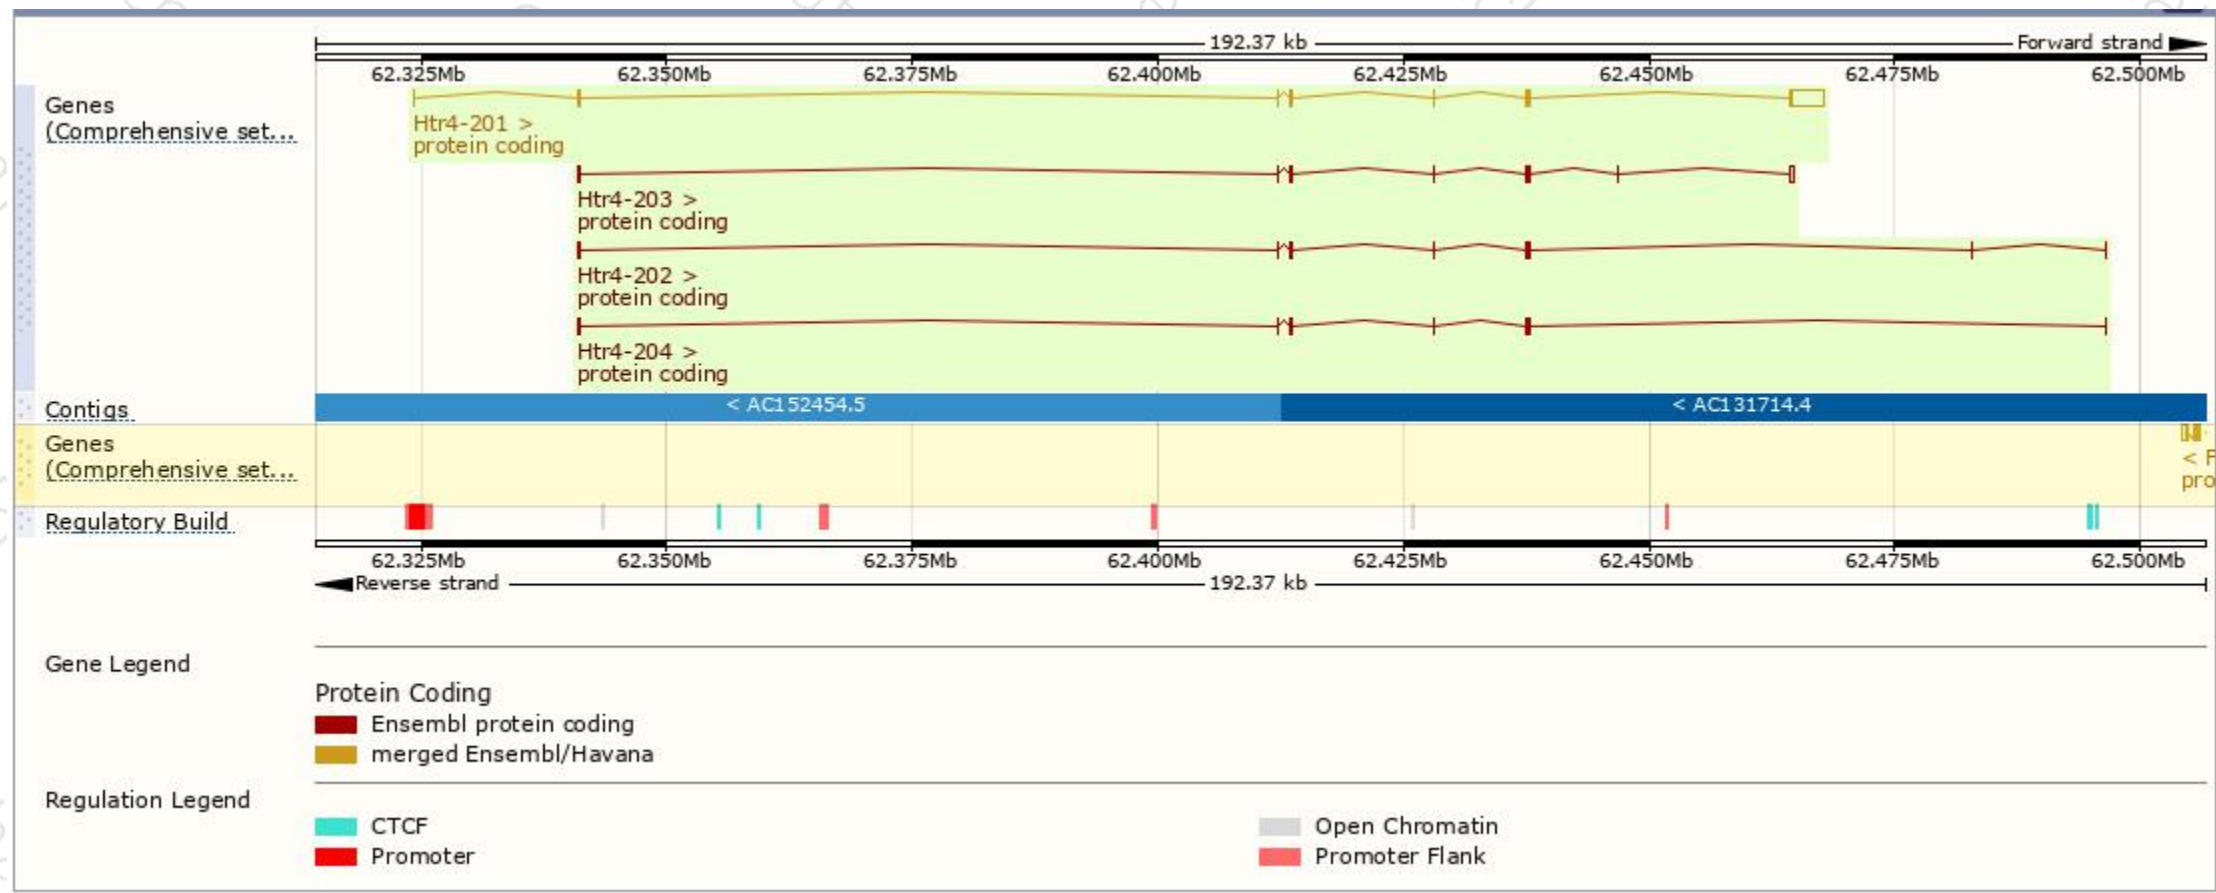 192.37 kb
Forward strand
62.325Mb 62.350Mb 62.375Mb 62.400Mb 62.425Mb 62.450Mb 62.475Mb 62.500Mb
Genes
(Comprehensive set...
Htr4-201 >
protein coding
Htr4-203 >
protein coding
Htr4-202 >
protein coding
Htr4-204 >
protein coding
Contigs
< AC152454.5
< AC131714.4
Genes
(Comprehensive set...
< F
pro
Regulatory Build
62.325Mb 62.350Mb 62.375Mb 62.400Mb 62.425Mb 62.450Mb 62.475Mb 62.500Mb
Reverse strand
192.37 kb
Gene Legend
Protein Coding
Ensembl protein coding
merged Ensembl/Havana
Regulation Legend
CTCF
Open Chromatin
Promoter
Promoter Flank